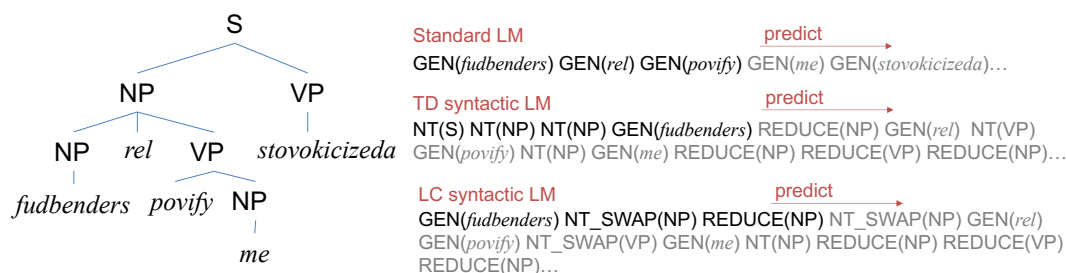 S
NP VP
NP rel VP stovokicizeda
fudbenders povify NP
me
Standard LM predict
GEN(fudbenders) GEN(rel) GEN(povify) GEN(me) GEN(stovokicizeda)…
TD syntactic LM predict
NT(S) NT(NP) NT(NP) GEN(fudbenders) REDUCE(NP) GEN(rel) NT(VP)
GEN(povify) NT(NP) GEN(me) REDUCE(NP) REDUCE(VP) REDUCE(NP)…
LC syntactic LM predict
GEN(fudbenders) NT_SWAP(NP) REDUCE(NP) NT_SWAP(NP) GEN(rel)
GEN(povify) NT_SWAP(VP) GEN(me) NT(NP) REDUCE(NP) REDUCE(VP)
REDUCE(NP)…